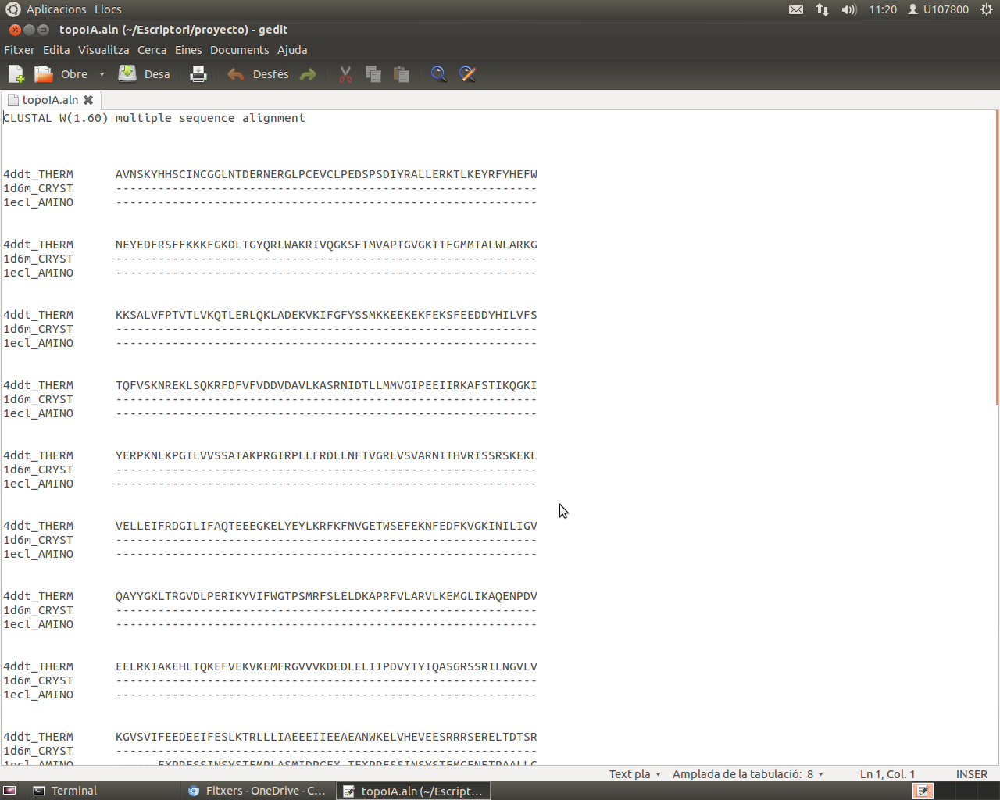 Aplicacions Llocs 11:20 U107800
topoIA.aln (~/Escriptori/proyecto) - gedit
Fitxer Edita Visualitza Cerca Eines Documents Ajuda
Obre Desa Desfés
topoIA.aln
CLUSTAL W(1.60) multiple sequence alignment
4ddt_THERM AVNSKYHHSCINCGGLNTDERNERGLPCEVCLPEDSPSDIYRALLERKTLKEYRFYHEFW
1d6m_CRYST ------------------------------------------------------------
1ecl_AMINO ------------------------------------------------------------
4ddt_THERM NEYEDFRSFFKKKFGKDLTGYQRLWAKRIVQGKSFTMVAPTGVGKTTFGMMTALWLARKG
1d6m_CRYST ------------------------------------------------------------
1ecl_AMINO ------------------------------------------------------------
4ddt_THERM KKSALVFPTVTLVKQTLERLQKLADEKVKIFGFYSSMKKEEKEKFEKSFEEDDYHILVFS
1d6m_CRYST ------------------------------------------------------------
1ecl_AMINO ------------------------------------------------------------
4ddt_THERM TQFVSKNREKLSQKRFDFVFVDDVDAVLKASRNIDTLLMMVGIPEEIIRKAFSTIKQGKI
1d6m_CRYST ------------------------------------------------------------
1ecl_AMINO ------------------------------------------------------------
4ddt_THERM YERPKNLKPGILVVSSATAKPRGIRPLLFRDLLNFTVGRLVSVARNITHVRISSRSKEKL
1d6m_CRYST ------------------------------------------------------------
1ecl_AMINO ------------------------------------------------------------
4ddt_THERM VELLEIFRDGILIFAQTEEEGKELYEYLKRFKFNVGETWSEFEKNFEDFKVGKINILIGV
1d6m_CRYST ------------------------------------------------------------
1ecl_AMINO ------------------------------------------------------------
4ddt_THERM QAYYGKLTRGVDLPERIKYVIFWGTPSMRFSLELDKAPRFVLARVLKEMGLIKAQENPDV
1d6m_CRYST ------------------------------------------------------------
1ecl_AMINO ------------------------------------------------------------
4ddt_THERM EELRKIAKEHLTQKEFVEKVKEMFRGVVVKDEDLELIIPDVYTYIQASGRSSRILNGVLV
1d6m_CRYST ------------------------------------------------------------
1ecl_AMINO ------------------------------------------------------------
4ddt_THERM KGVSVIFEEDEEIFESLKTRLLLIAEEEIIEEAEANWKELVHEVEESRRRSERELTDTSR
1d6m_CRYST ------------------------------------------------------------
1ecl_AMINO
Text pla Amplada de la tabulació: 8 Ln 1, Col. 1 INSER
Terminal Fitxers - OneDrive - C... topoIA.aln (~/Escript...